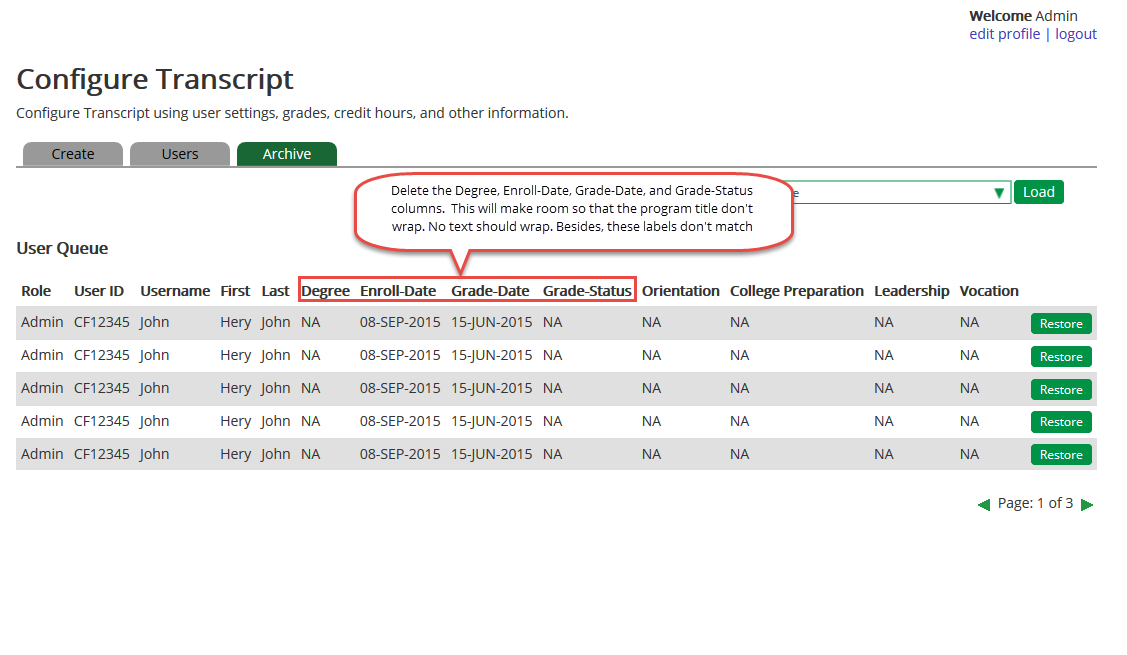 Welcome Admin
edit profile | logout
Configure Transcript
Configure Transcript using user settings, grades, credit hours, and other information.
Create Users Archive
Delete the Degree, Enroll-Date, Grade-Date, and Grade-Status
columns. This will make room so that the program title don't
wrap. No text should wrap. Besides, these labels don't match
Load
User Queue
Role User ID Username First Last Degree Enroll-Date Grade-Date Grade-Status Orientation College Preparation Leadership Vocation
Admin CF12345 John Hery John NA 08-SEP-2015 15-JUN-2015 NA NA NA NA NA Restore
Admin CF12345 John Hery John NA 08-SEP-2015 15-JUN-2015 NA NA NA NA NA Restore
Admin CF12345 John Hery John NA 08-SEP-2015 15-JUN-2015 NA NA NA NA NA Restore
Admin CF12345 John Hery John NA 08-SEP-2015 15-JUN-2015 NA NA NA NA NA Restore
Admin CF12345 John Hery John NA 08-SEP-2015 15-JUN-2015 NA NA NA NA NA Restore
Page: 1 of 3